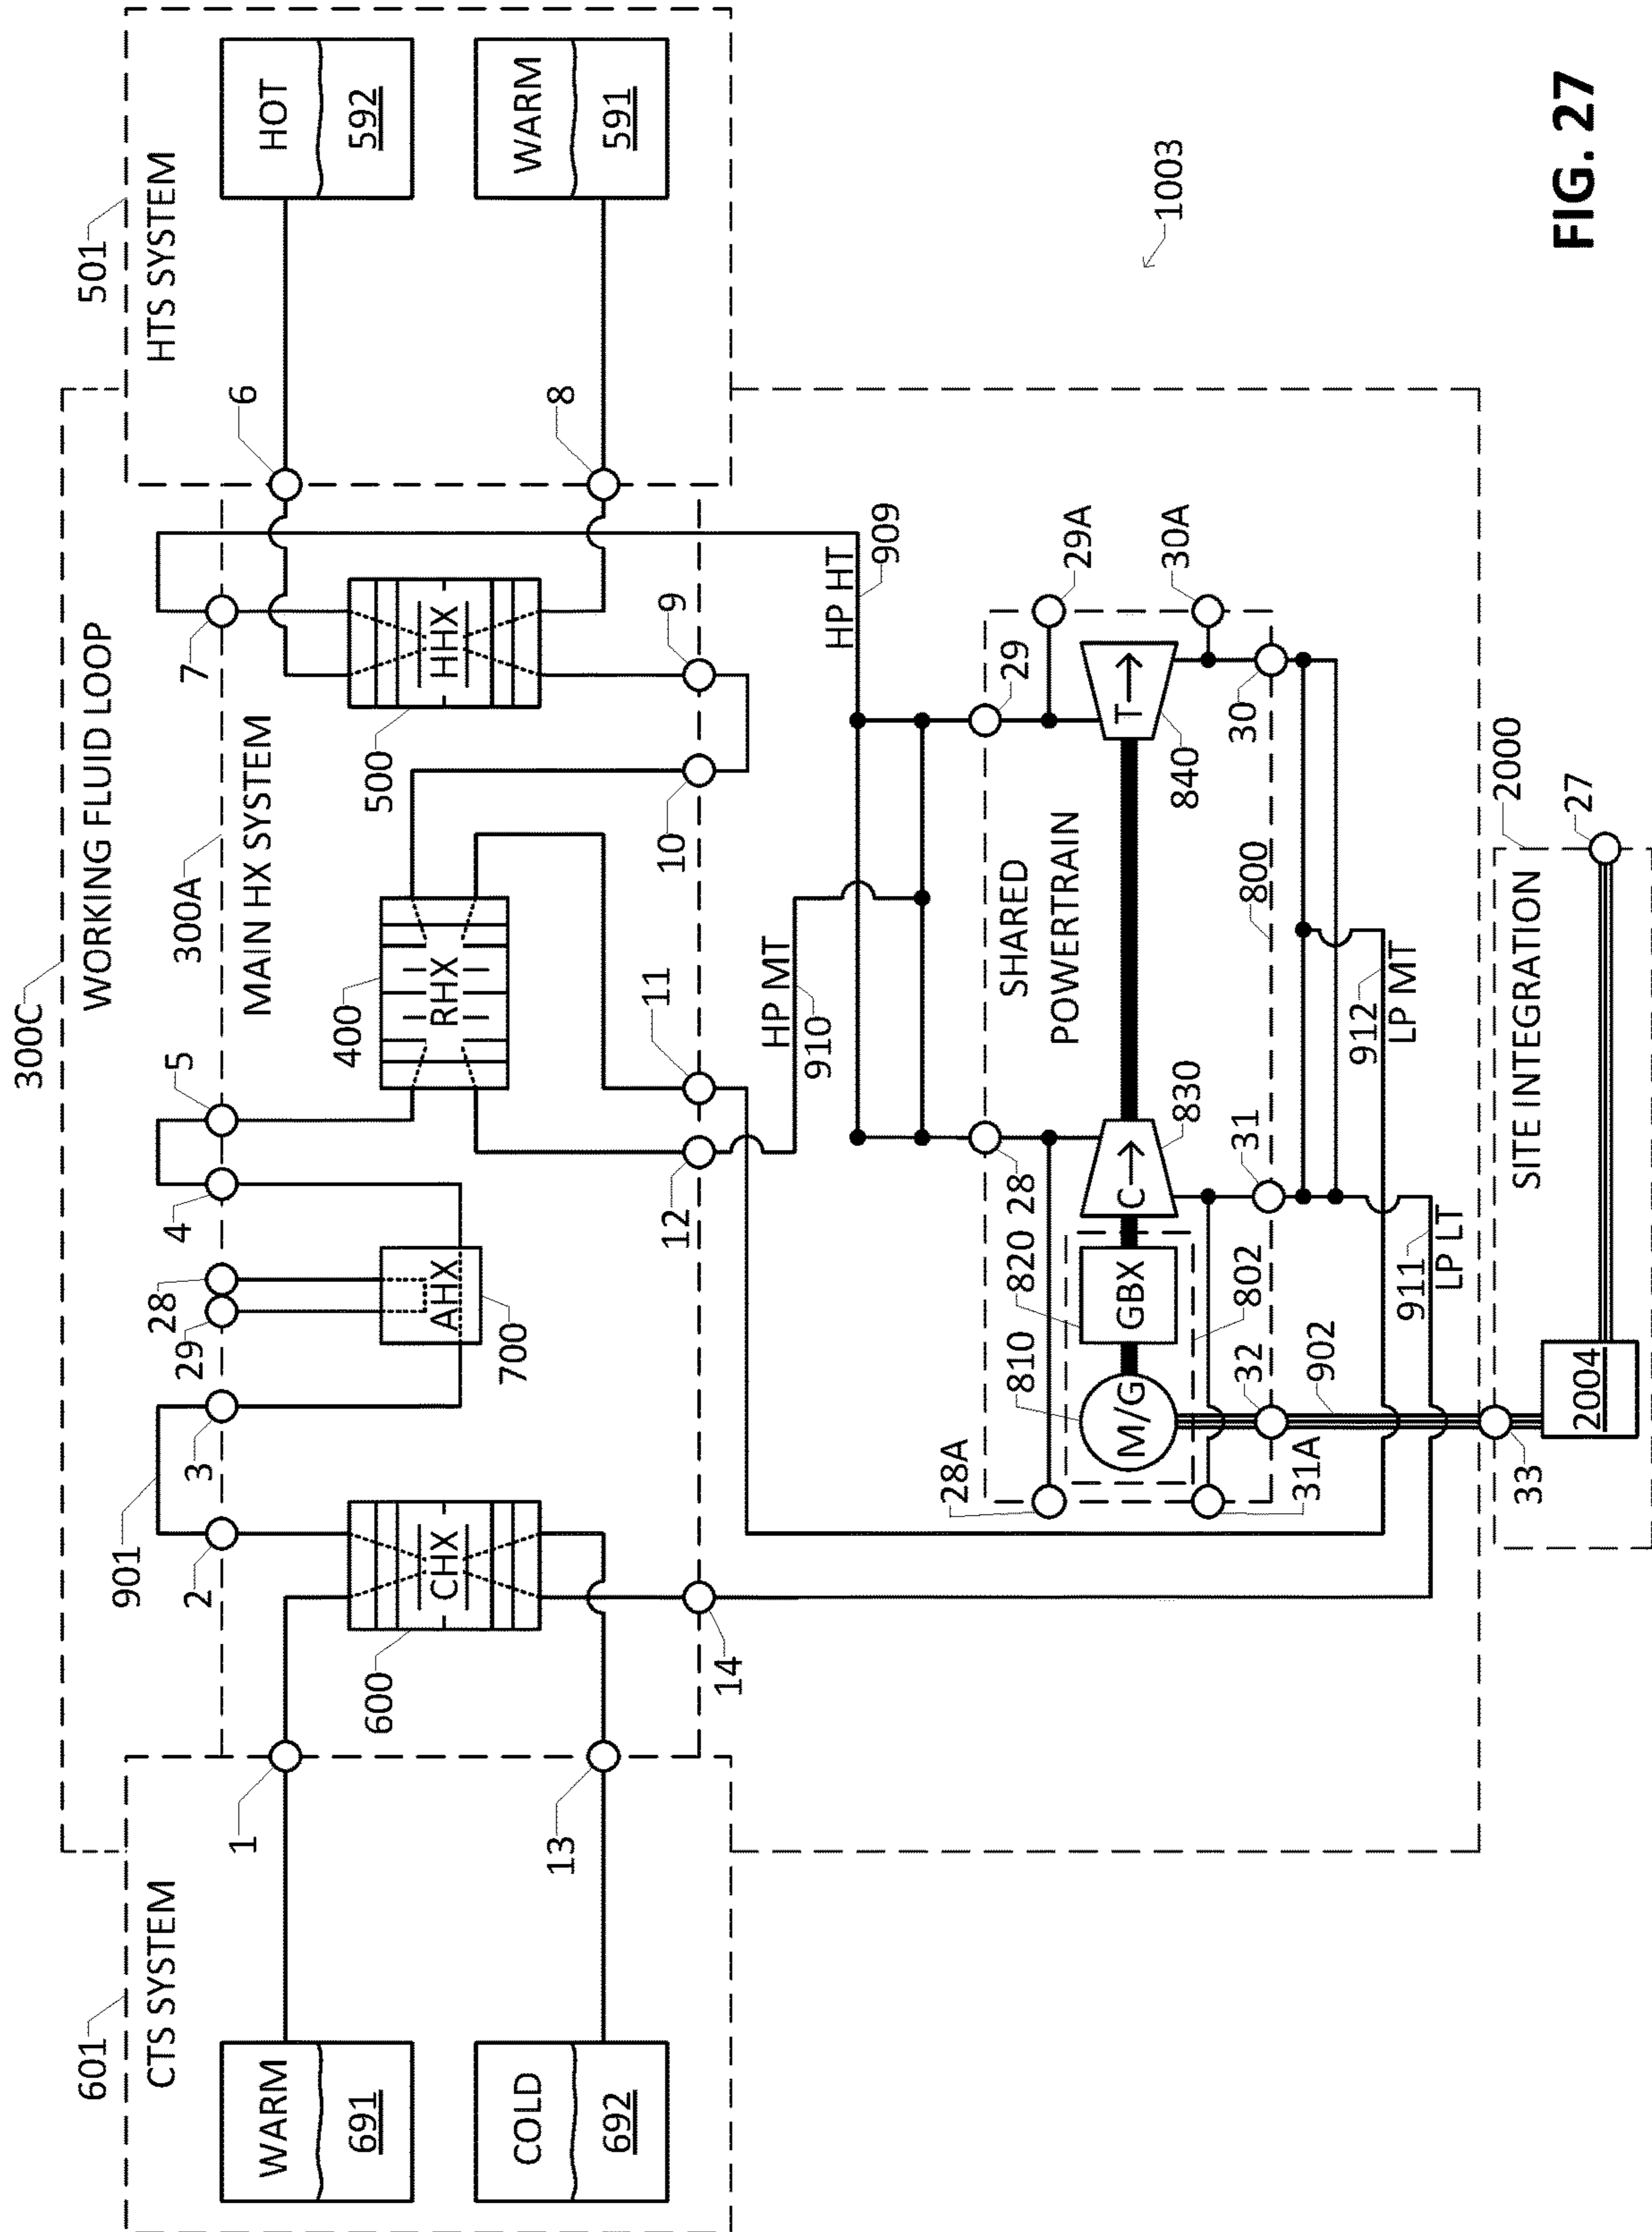 300C
WORKING FLUID LOOP
601
CTS SYSTEM
WARM
691
COLD
692
1
13
901
2
3
29
28
4
5
300A
MAIN HX SYSTEM
7
600
CHX
700
AHX
400
RHX
500
HHX
14
12
11
10
9
501
HTS SYSTEM
6
8
HOT
592
WARM
591
HP MT
910
HP HT
909
28A
28
29
29A
SHARED
POWERTRAIN
810
M/G
820
GBX
C
830
T
840
30A
802
31A
32
31
800
30
902
911
LP LT
912
LP MT
33
2000
SITE INTEGRATION
2004
27
1003
FIG. 27